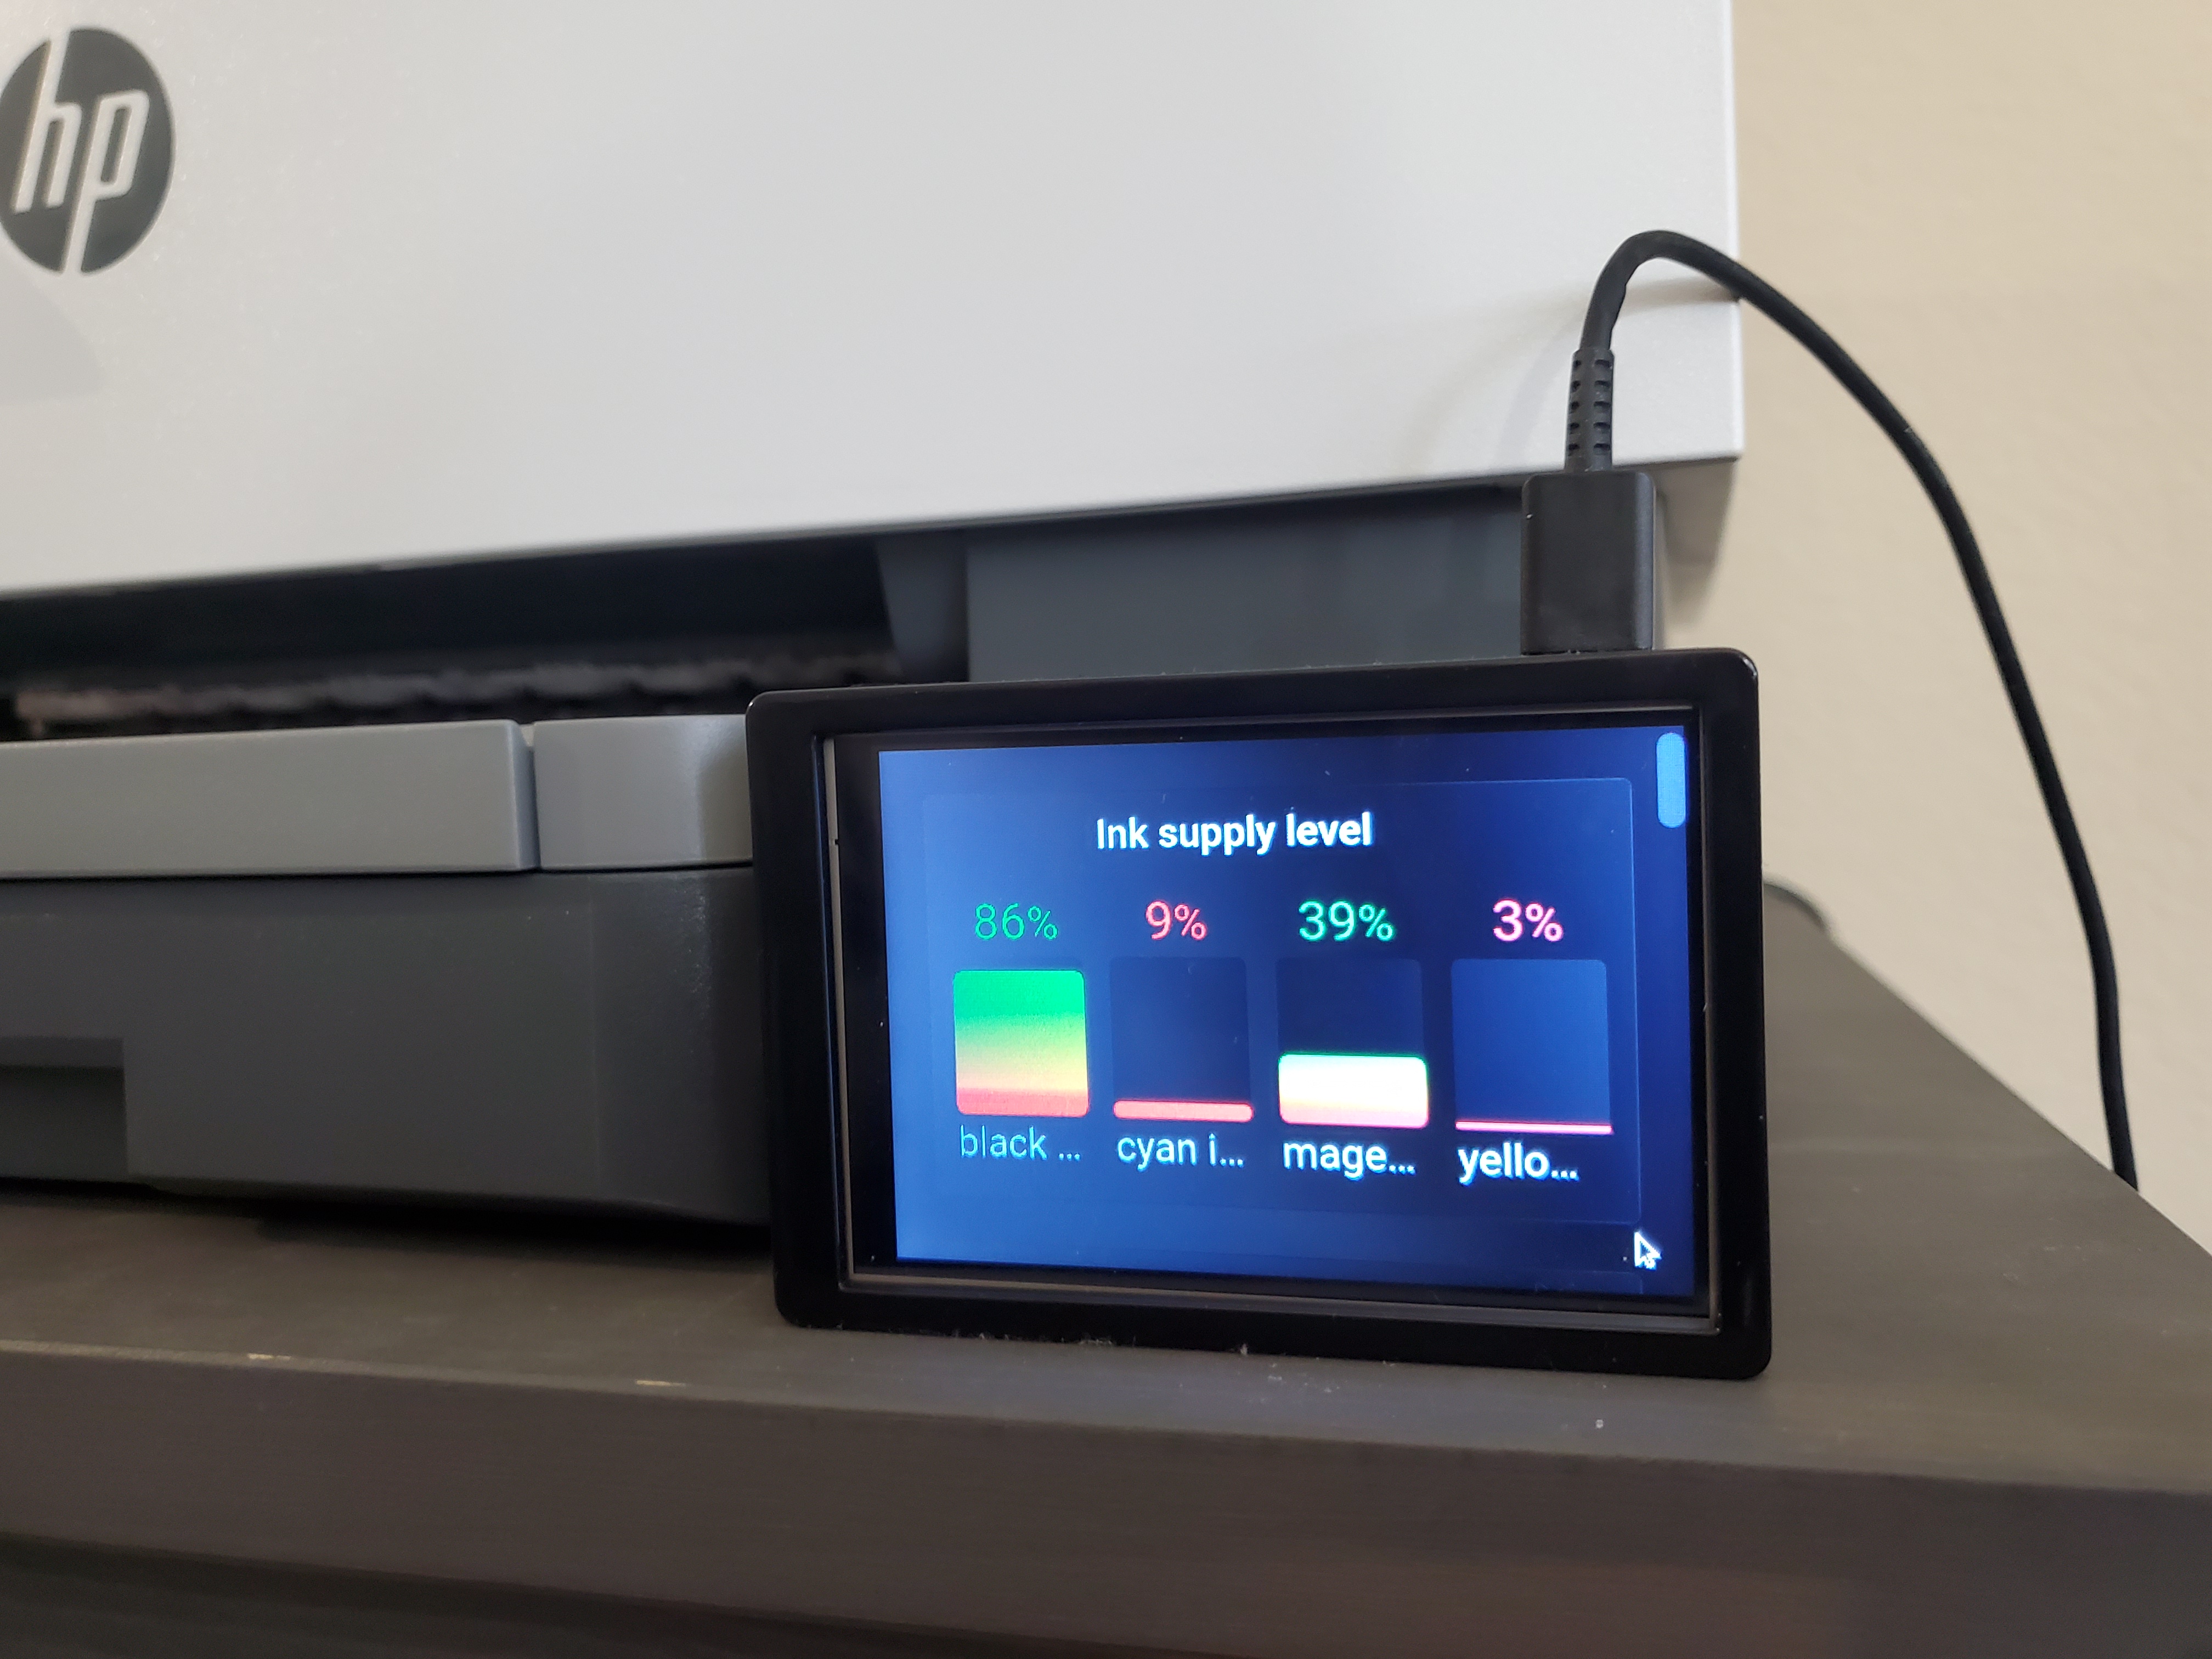 hp
Ink supply level
86% 9% 39% 3%
black ... cyan i... mage... yello...